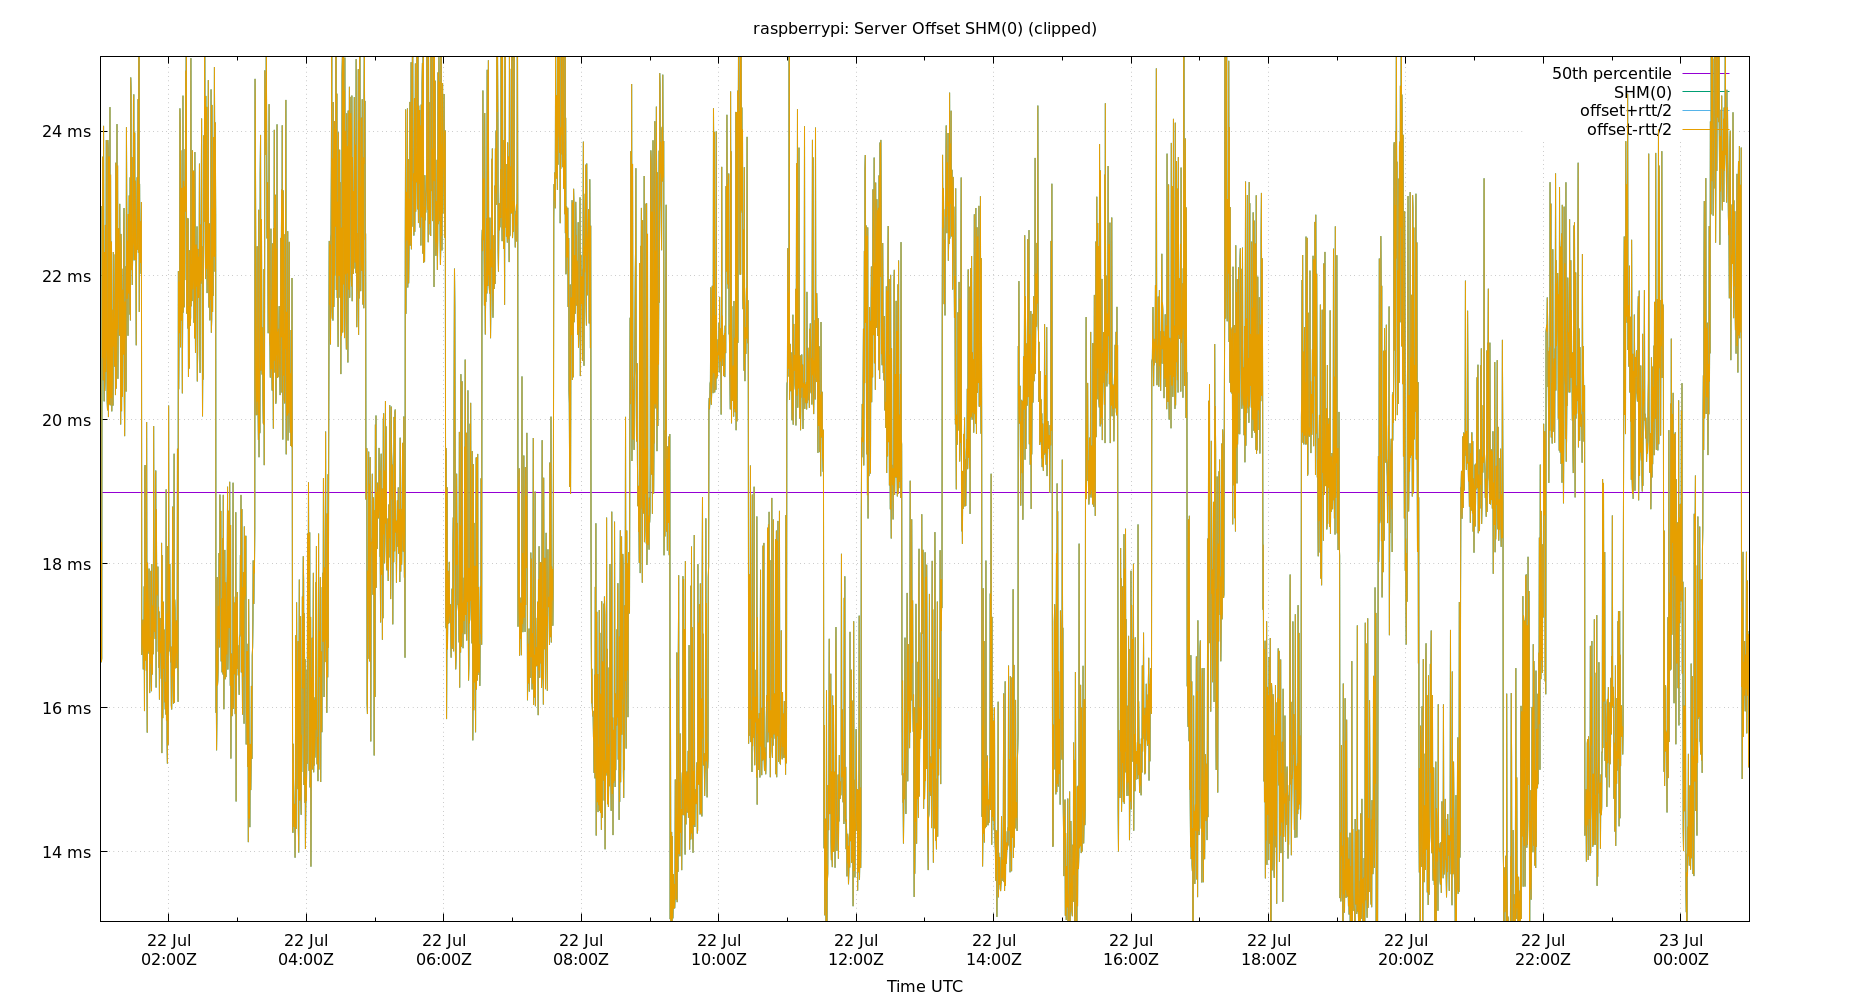 raspberrypi: Server Offset SHM(0) (clipped)
50th percentile
SHM(0)
offset+rtt/2
offset-rtt/2
24 ms
22 ms
20 ms
18 ms
16 ms
14 ms
22 Jul 22 Jul 22 Jul 22 Jul 22 Jul 22 Jul 22 Jul 22 Jul 22 Jul 22 Jul 22 Jul 23 Jul
02:00Z 04:00Z 06:00Z 08:00Z 10:00Z 12:00Z 14:00Z 16:00Z 18:00Z 20:00Z 22:00Z 00:00Z
Time UTC